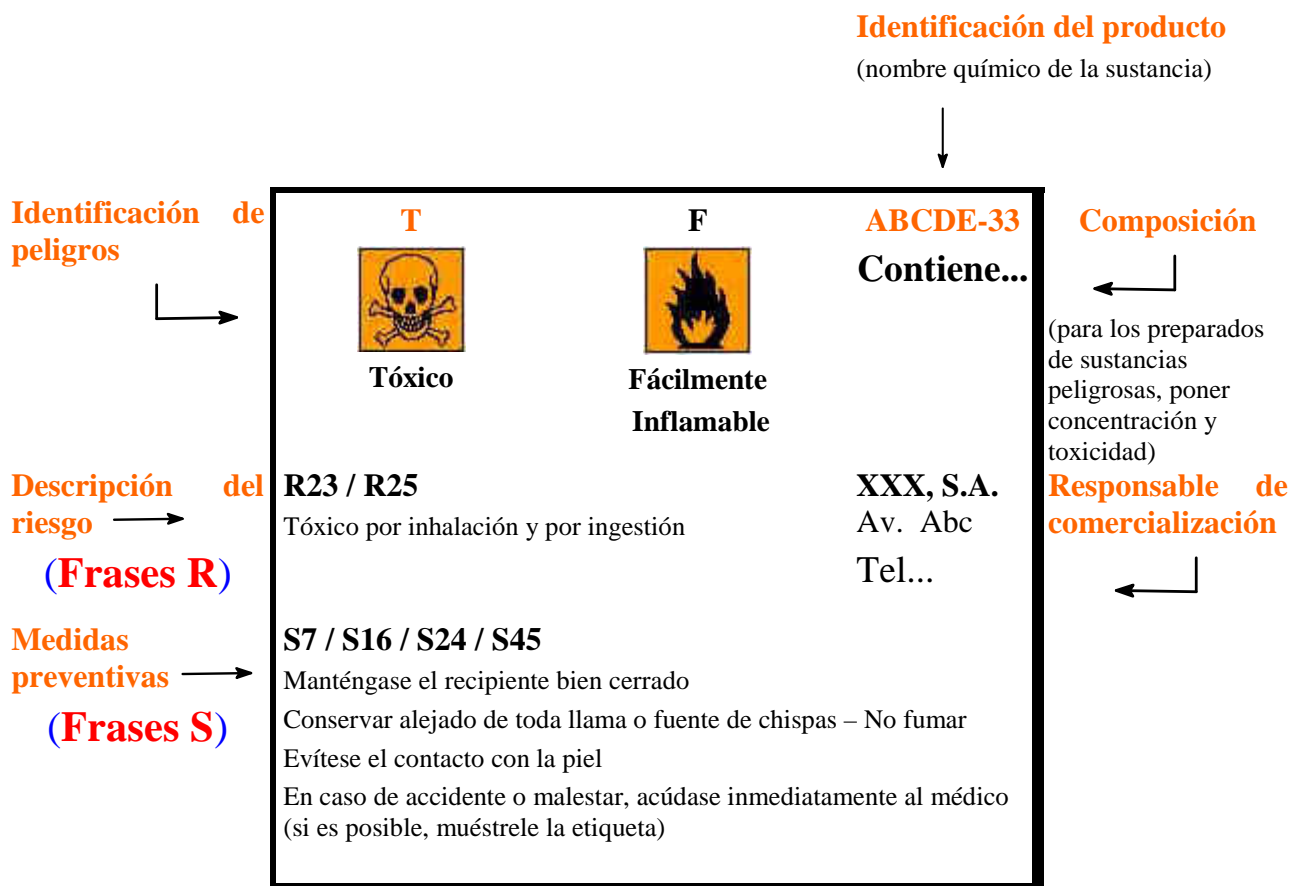 Identificación del producto
(nombre químico de la sustancia)
Identificación de
peligros
T
F
ABCDE-33
Contiene...
Tóxico
Fácilmente
Inflamable
Composición
(para los preparados
de sustancias
peligrosas, poner
concentración y
toxicidad)
Descripción del
riesgo
(Frases R)
R23 / R25
Tóxico por inhalación y por ingestión
XXX, S.A.
Av. Abc
Tel...
Responsable de
comercialización
Medidas
preventivas
(Frases S)
S7 / S16 / S24 / S45
Manténgase el recipiente bien cerrado
Conservar alejado de toda llama o fuente de chispas – No fumar
Evítese el contacto con la piel
En caso de accidente o malestar, acúdase inmediatamente al médico
(si es posible, muéstrele la etiqueta)